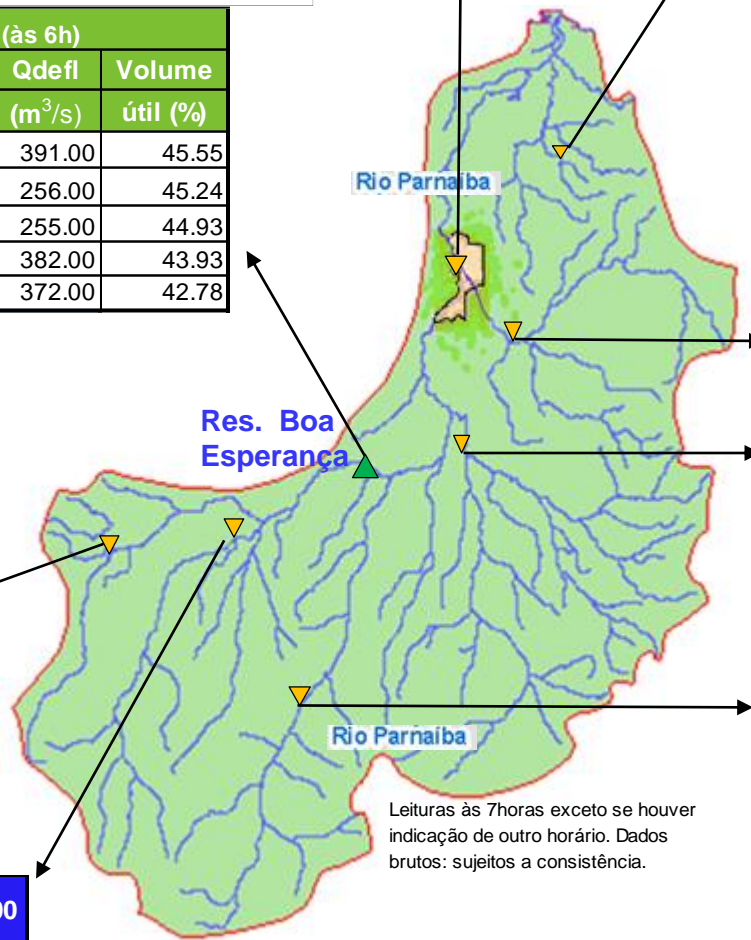 (às 6h)
Qdefl Volume
(m³/s) útil (%)
391.00 45.55
256.00 45.24
255.00 44.93
382.00 43.93
372.00 42.78
Rio Parnaíba
Res. Boa
Esperança
Rio Parnaíba
Leituras às 7horas exceto se houver
indicação de outro horário. Dados
brutos: sujeitos a consistência.